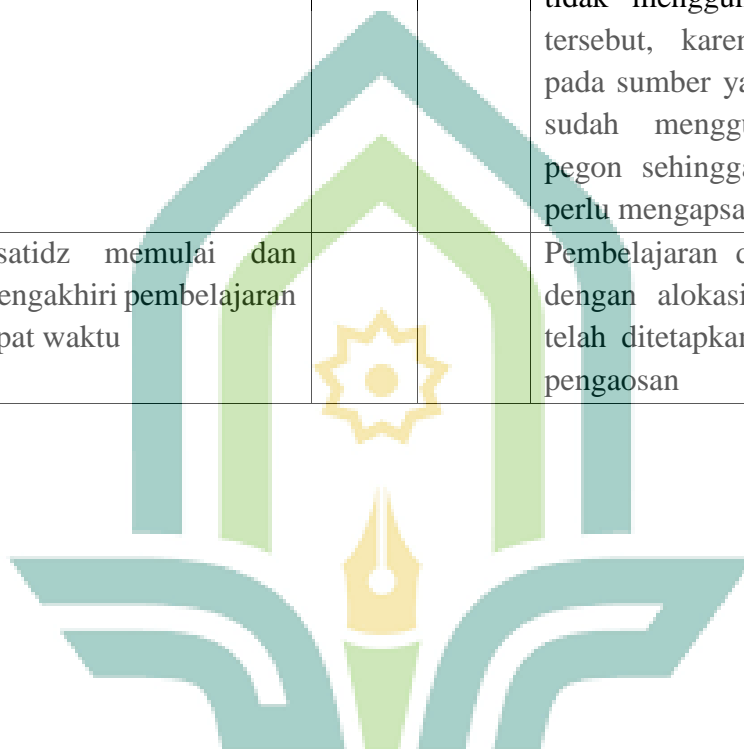 tidak
tersebut, karen
pada sumber ya
sudah menggu
pegon sehingga
perlu mengapsa
satidz memulai dan
engakhiri pembelajaran
pat waktu
Pembelajaran d
dengan alokasi
telah ditetapkan
pengaosan